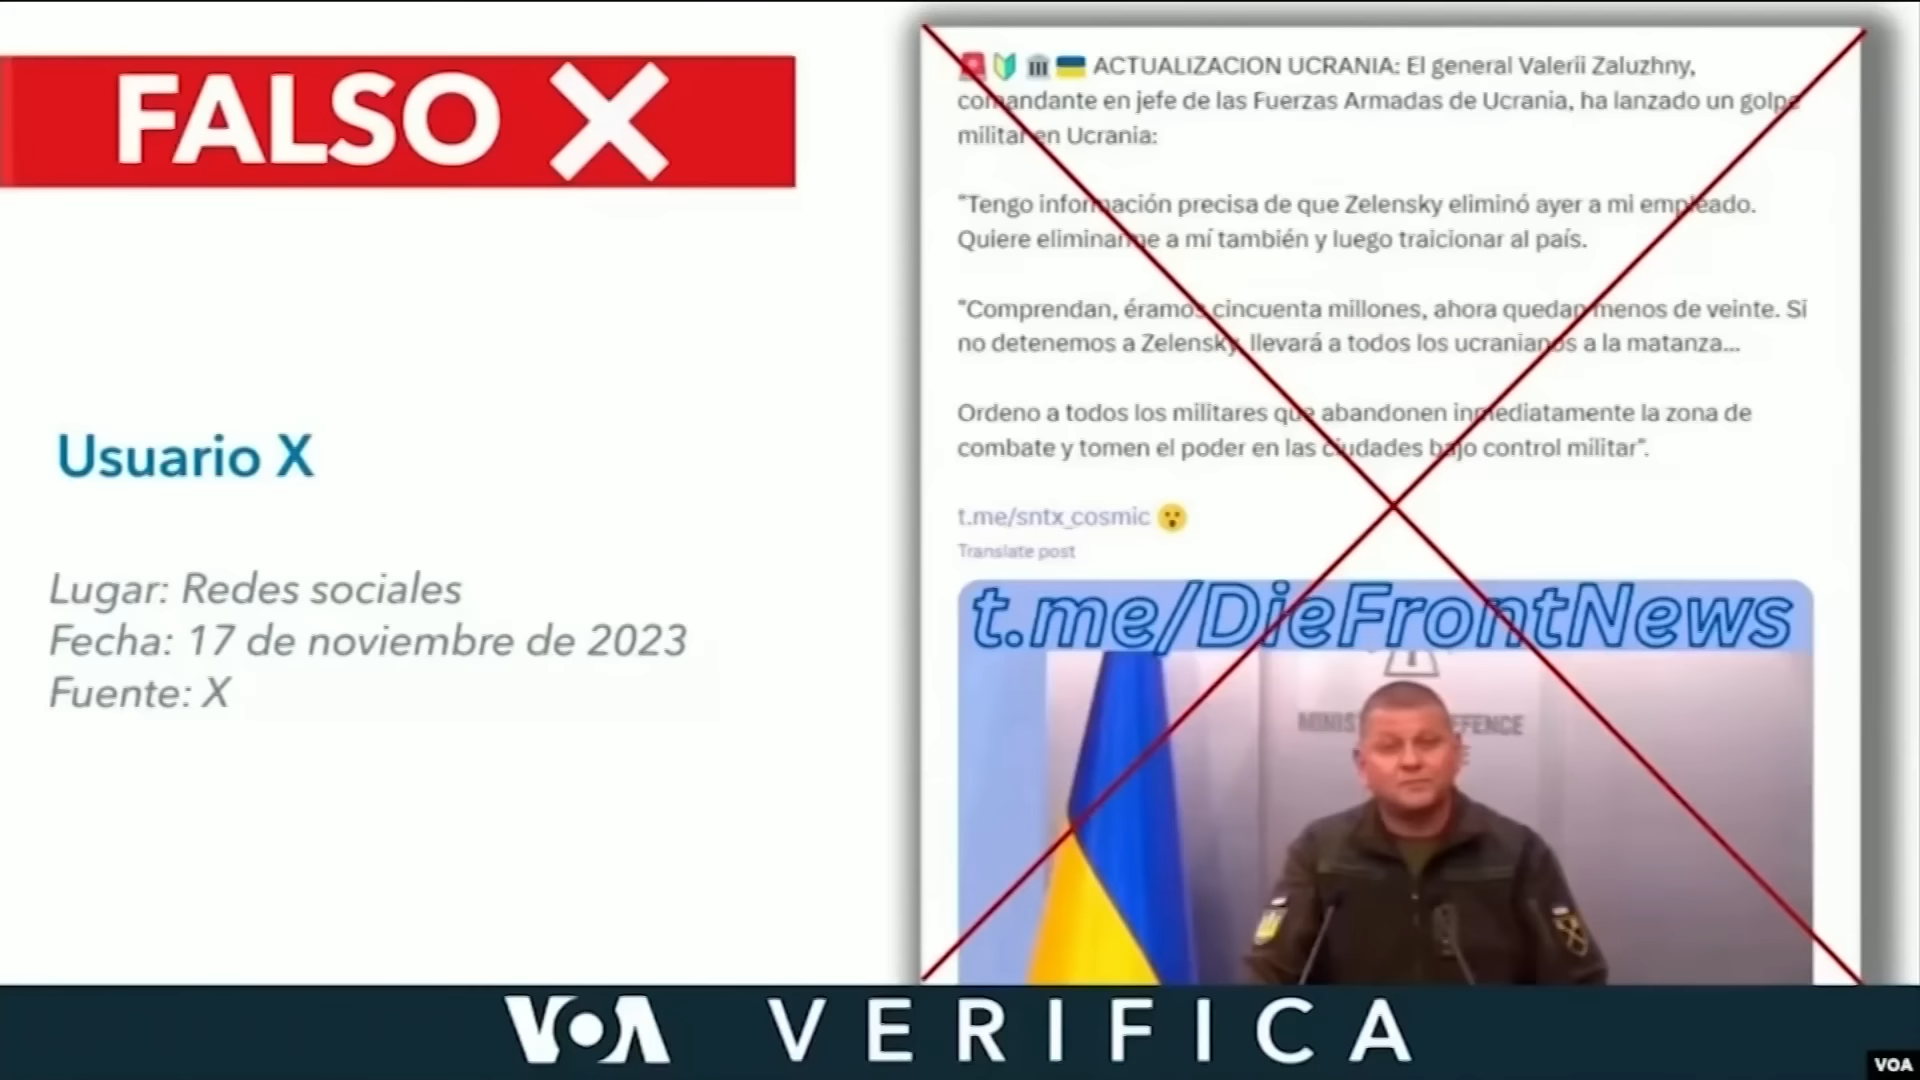 FALSO
Usuario X
Lugar: Redes sociales
Fecha: 17 de noviembre de 2023
Fuente: X
ACTUALIZACION UCRANIA: El general Valerii Zaluzhny,
comandante en jefe de las Fuerzas Armadas de Ucrania, ha lanzado un golpe
militar en Ucrania:
"Tengo información precisa de que Zelensky eliminó ayer a mi empleado.
Quiere eliminarme a mí también y luego traicionar al país.
"Comprendan, éramos cincuenta millones, ahora quedan menos de veinte. Si
no detenemos a Zelensky, llevará a todos los ucranianos a la matanza...
Ordeno a todos los militares que abandonen inmediatamente la zona de
combate y tomen el poder en las ciudades bajo control militar".
t.me/sntx_cosmic
Translate post
t.me/DieFrontNews
VOA VERIFICA
VOA